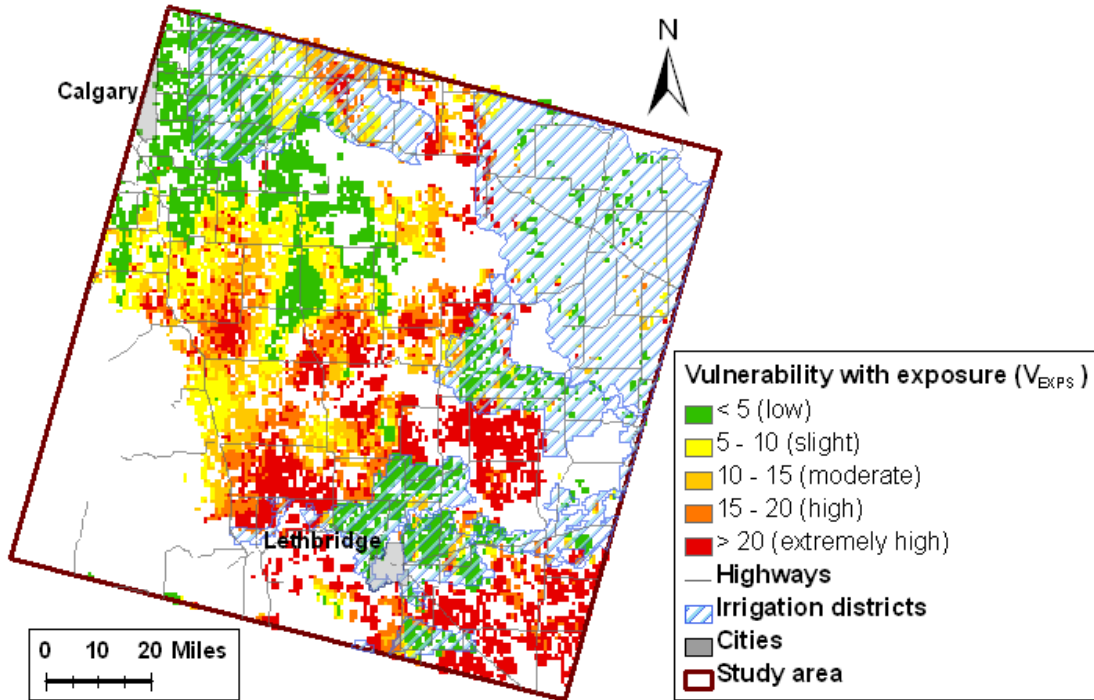 N
Calgary
Lethbridge
Vulnerability with exposure (V_EXPS )
< 5 (low)
5 - 10 (slight)
10 - 15 (moderate)
15 - 20 (high)
> 20 (extremely high)
Highways
Irrigation districts
Cities
Study area
0 10 20 Miles